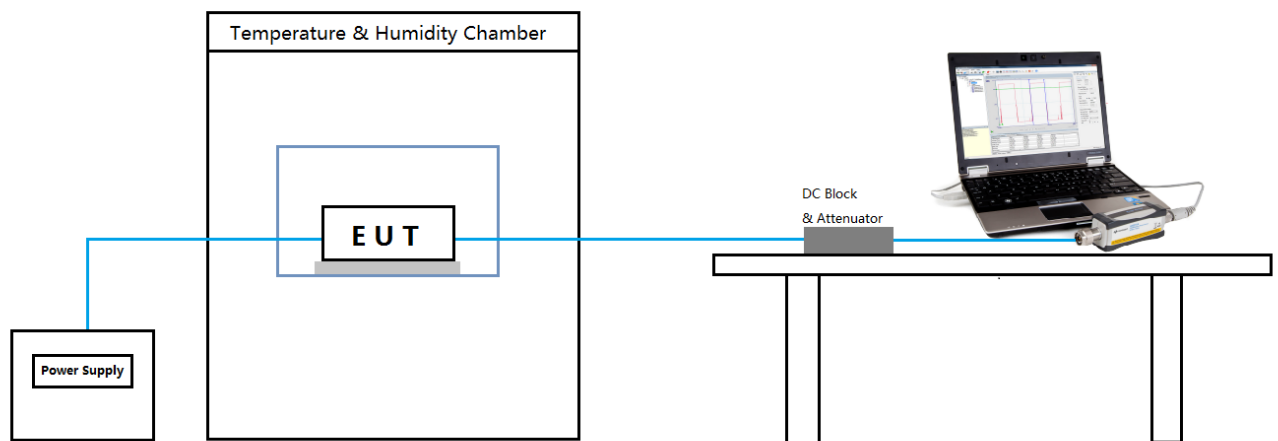 Temperature & Humidity Chamber
E U T
DC Block
& Attenuator
Power Supply